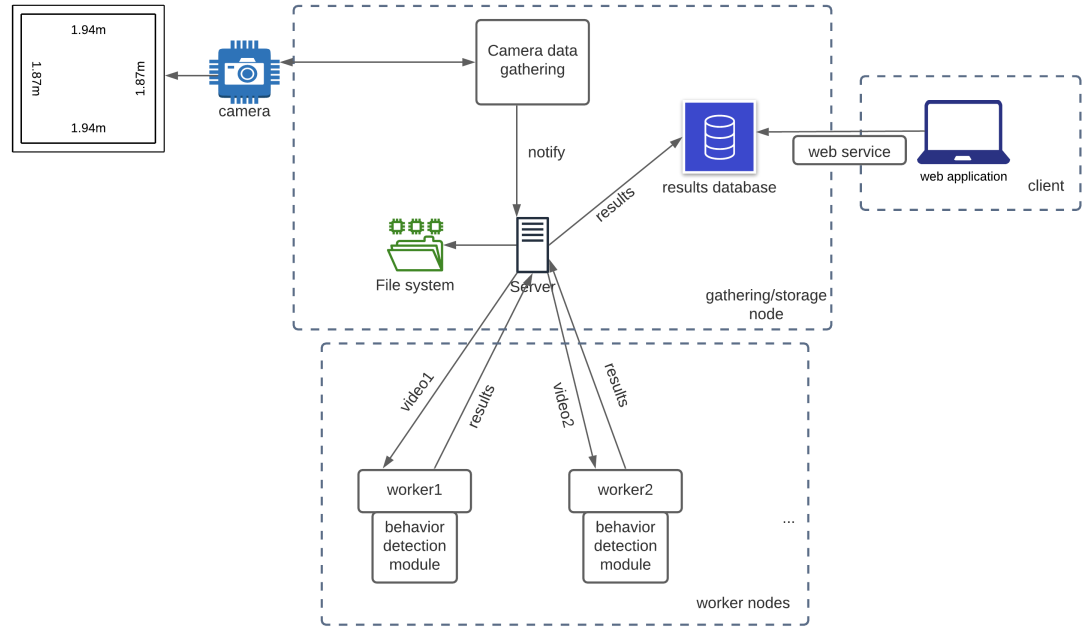 1.94m
1.87m
1.87m
1.94m
camera
Camera data
gathering
notify
results
results database
web service
web application
client
File system
Server
gathering/storage
node
video1
results
video2
results
worker1
behavior
detection
module
worker2
behavior
detection
module
...
worker nodes